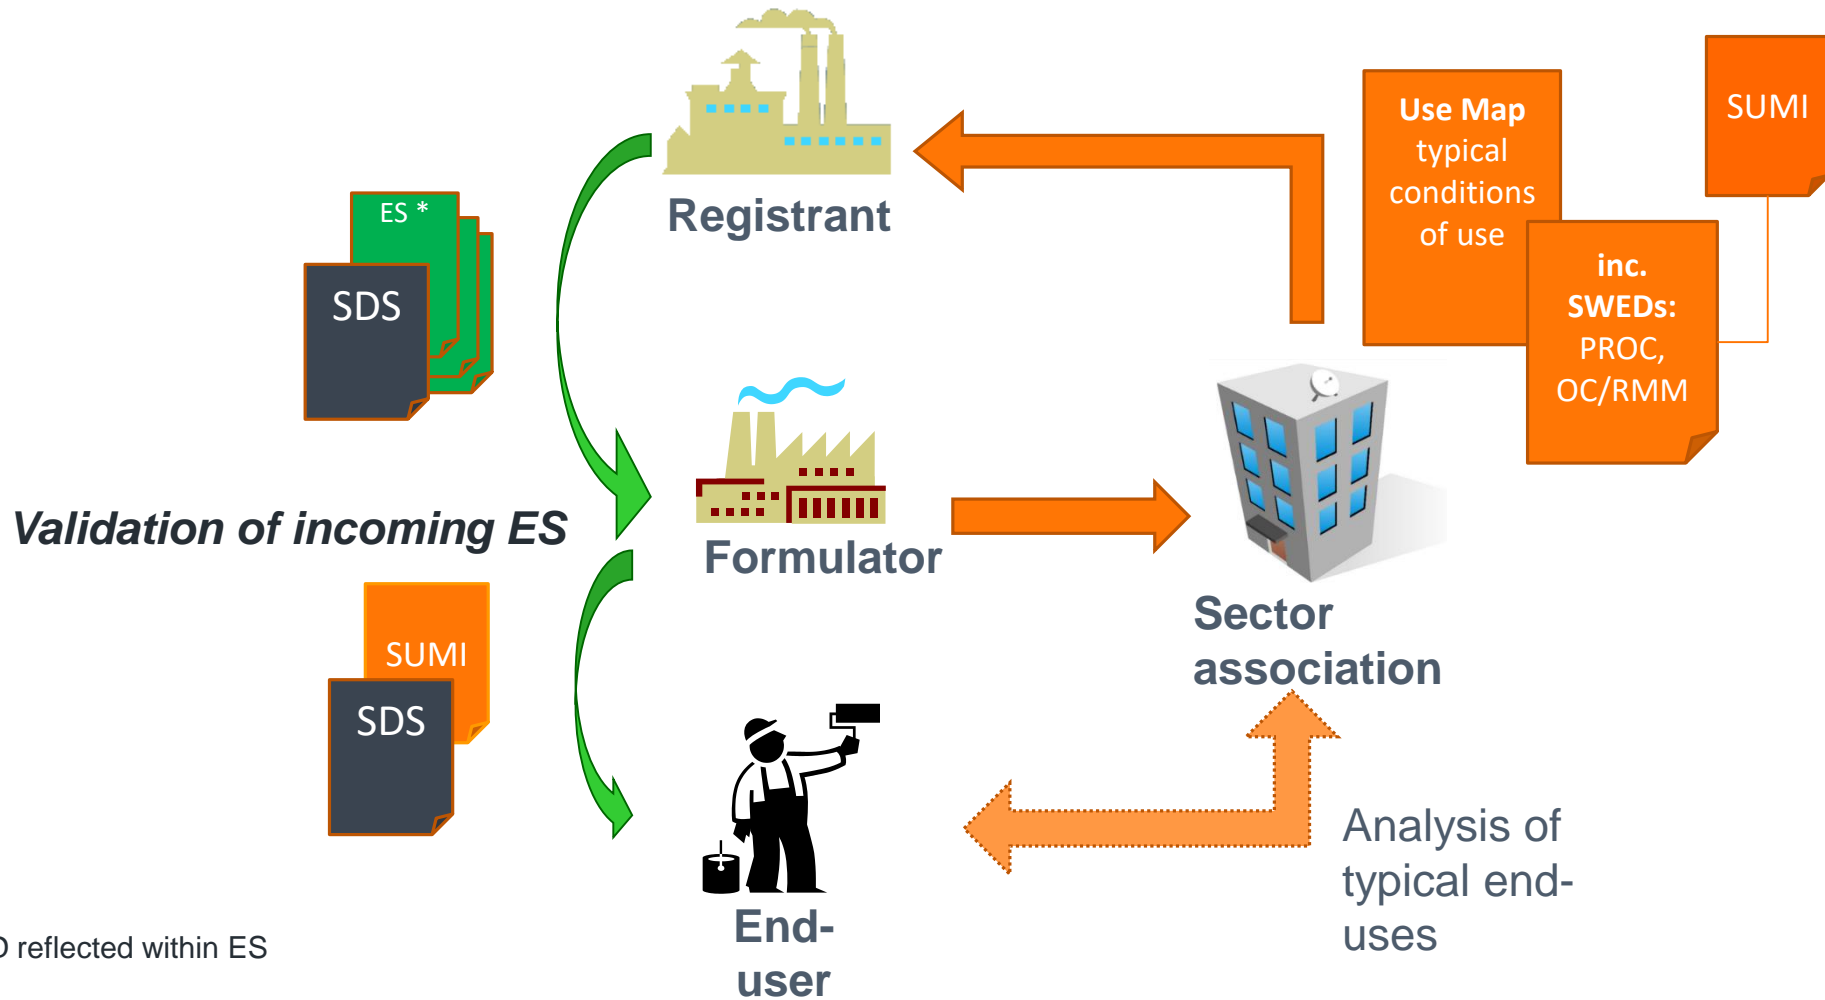 Registrant
ES *
SDS
Use Map
typical
conditions
of use
SUMI
inc.
SWEDs:
PROC,
OC/RMM
Validation of incoming ES
Formulator
Sector
association
SUMI
SDS
Analysis of
typical end-
uses
End-
user
reflected within ES